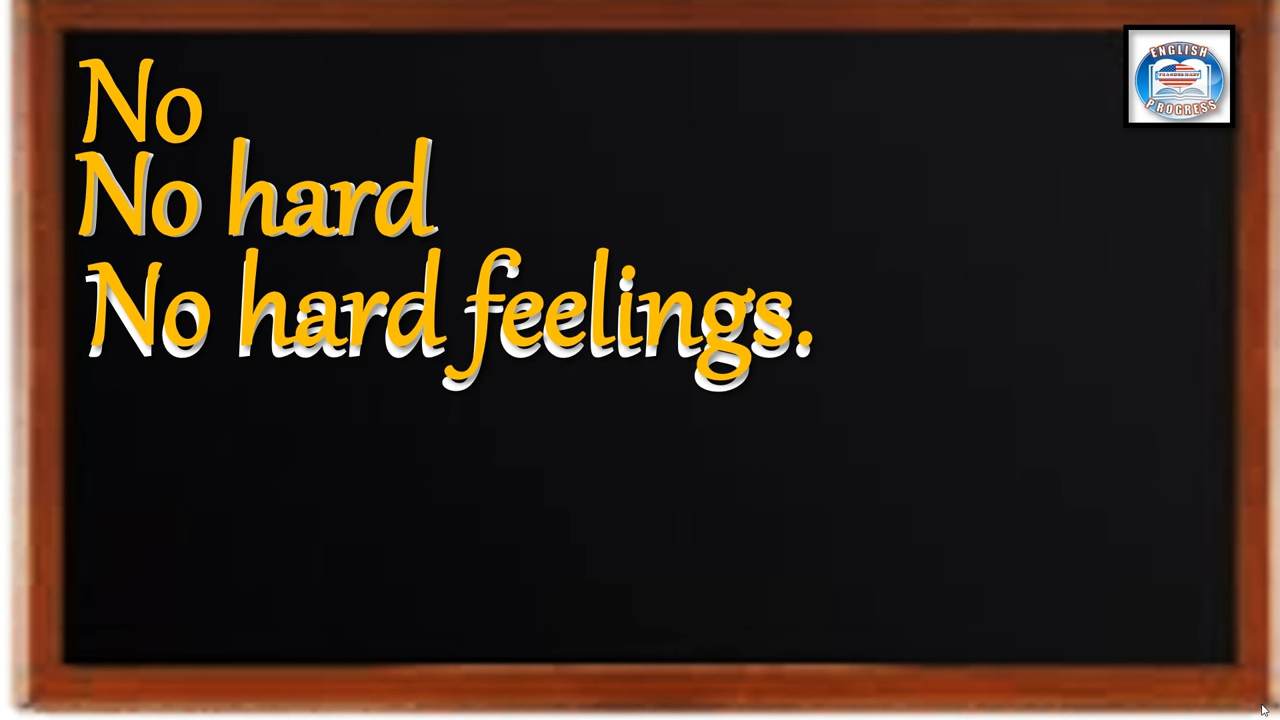 No
No hard
No hard feelings.
ENGLISH
PROGRESS